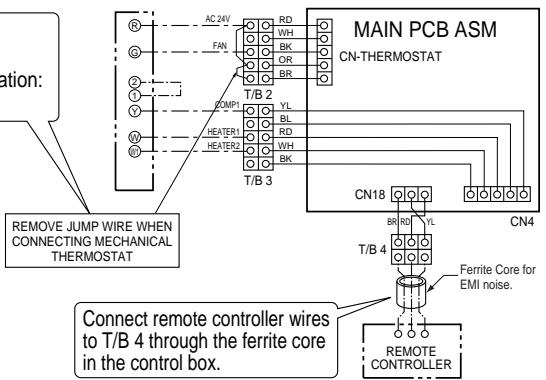 ation:
R
G
2
1
Y
W
W1
AC 24V
FAN
COMP1
HEATER1
HEATER2
RD
WH
BK
OR
BR
T/B 2
YL
BL
RD
WH
BK
T/B 3
MAIN PCB ASM
CN-THERMOSTAT
CN18
CN4
BR RD YL
T/B 4
REMOVE JUMP WIRE WHEN
CONNECTING MECHANICAL
THERMOSTAT
Ferrite Core for
EMI noise.
Connect remote controller wires
to T/B 4 through the ferrite core
in the control box.
REMOTE
CONTROLLER